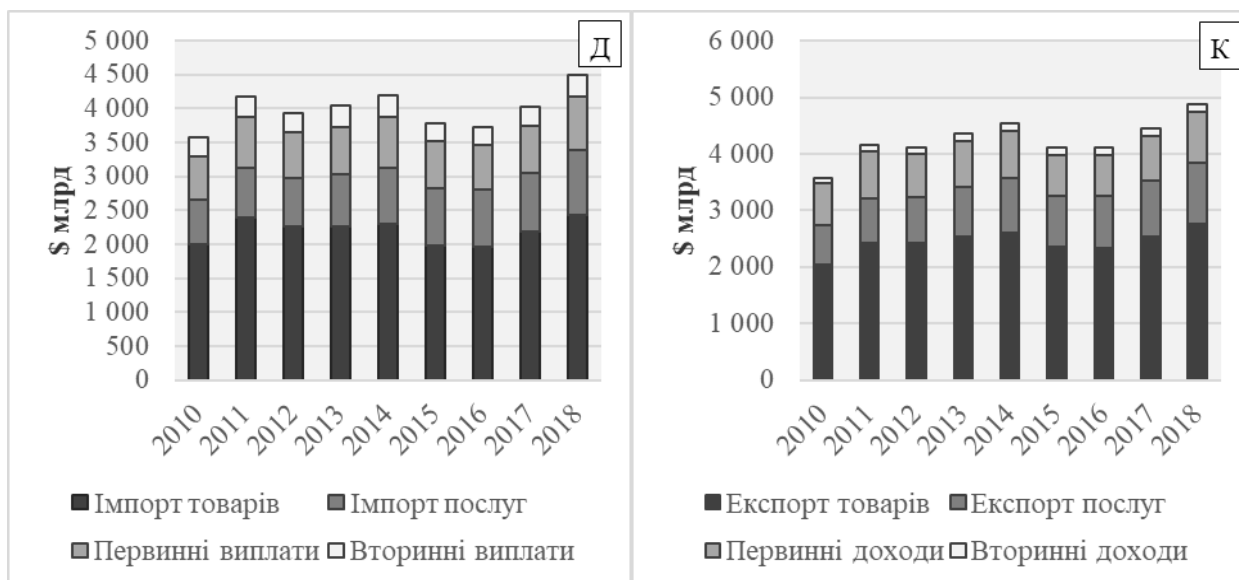 Д
$ млрд
5 000
4 500
4 000
3 500
3 000
2 500
2 000
1 500
1 000
500
0
2010 2011 2012 2013 2014 2015 2016 2017 2018
■Імпорт товарів ■Імпорт послуг
■Первинні виплати □Вторинні виплати
К
$ млрд
6 000
5 000
4 000
3 000
2 000
1 000
0
2010 2011 2012 2013 2014 2015 2016 2017 2018
■Експорт товарів ■Експорт послуг
■Первинні доходи □Вторинні доходи